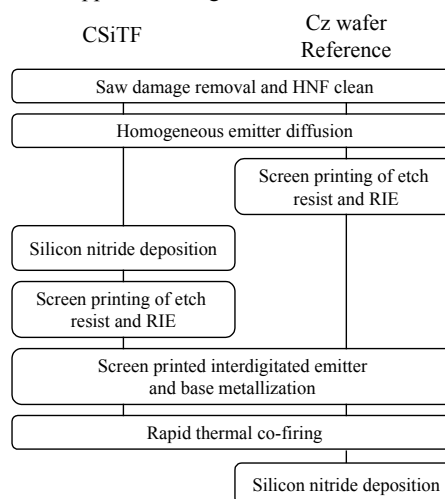 CSiTF
Cz wafer
Reference
Saw damage removal and HNF clean
Homogeneous emitter diffusion
Screen printing of etch
resist and RIE
Silicon nitride deposition
Screen printing of etch
resist and RIE
Screen printed interdigitated emitter
and base metallization
Rapid thermal co-firing
Silicon nitride deposition